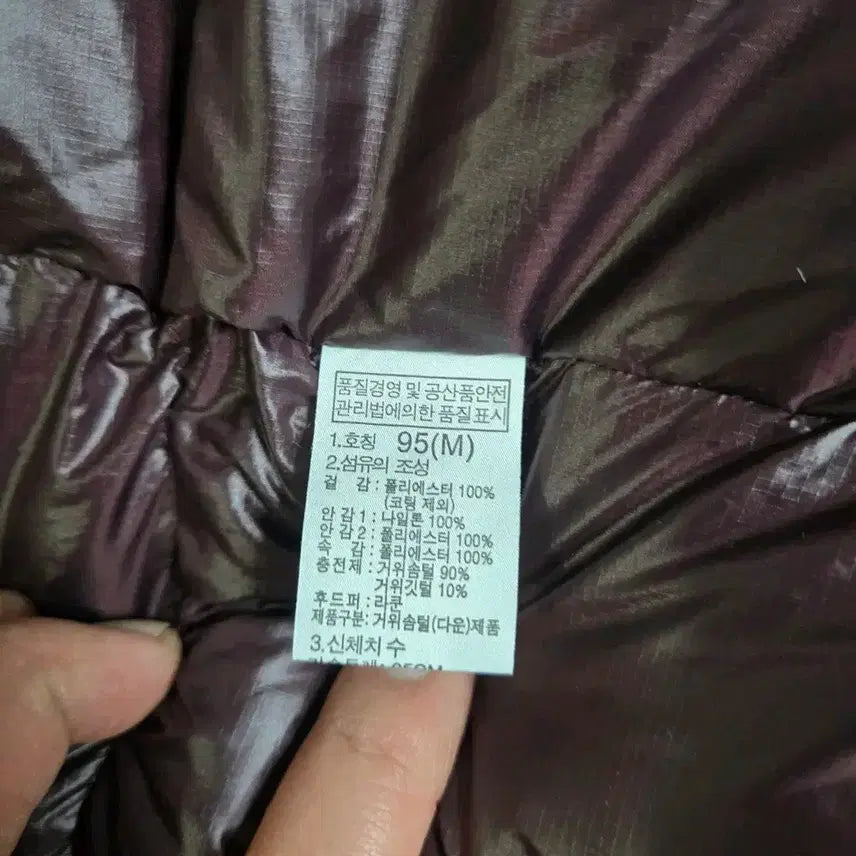 품질경영 및 공산품안전
관리법에의한 품질표시
1.호칭 95(M)
2.섬유의 조성
겉 감 : 폴리에스터 100%
(코팅 제외)
안 감 1 : 나일론 100%
안 감 2 : 폴리에스터 100%
속 감 : 폴리에스터 100%
충전제 : 거위솜털 90%
거위깃털 10%
후드퍼 : 라쿤
제품구분: 거위솜털(다운)제품
3.신체치 수